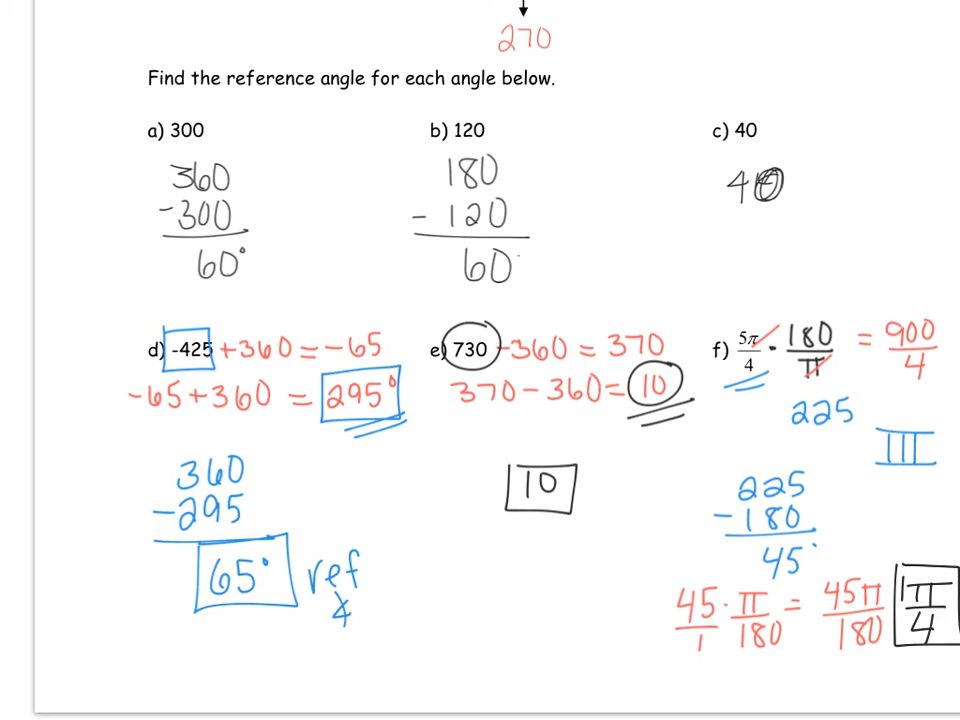 270
Find the reference angle for each angle below.
a) 300
360
-300
60°
b) 120
180
- 120
60
c) 40
40
d) -425 +360 = -65
-65 +360 = 295°
360
-295
65° ref ∡
e) 730 -360 = 370
370 - 360 = 10
10
f) 5π/4 · 180/π = 900/4
225
III
225
-180
45°
45/1 · π/180 = 45π/180 1π/4